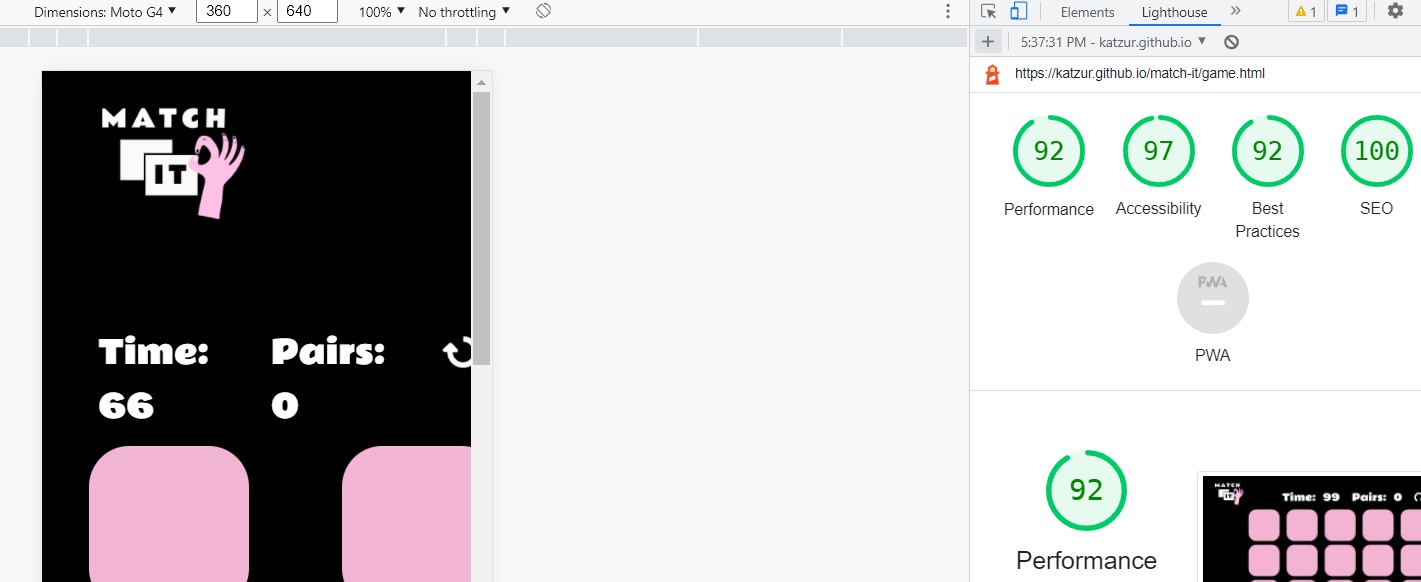 Dimensions: Moto G4 ▼ 360 × 640 100% ▼ No throttling ▼
Elements Lighthouse » 1 1
+ 5:37:31 PM - katzur.github.io ▼
https://katzur.github.io/match-it/game.html
MATCH
IT
Time: Pairs:
66 0
92 97 92 100
Performance Accessibility Best Practices SEO
PWA
PWA
92
Performance
MATCH
IT
Time: 99 Pairs: 0